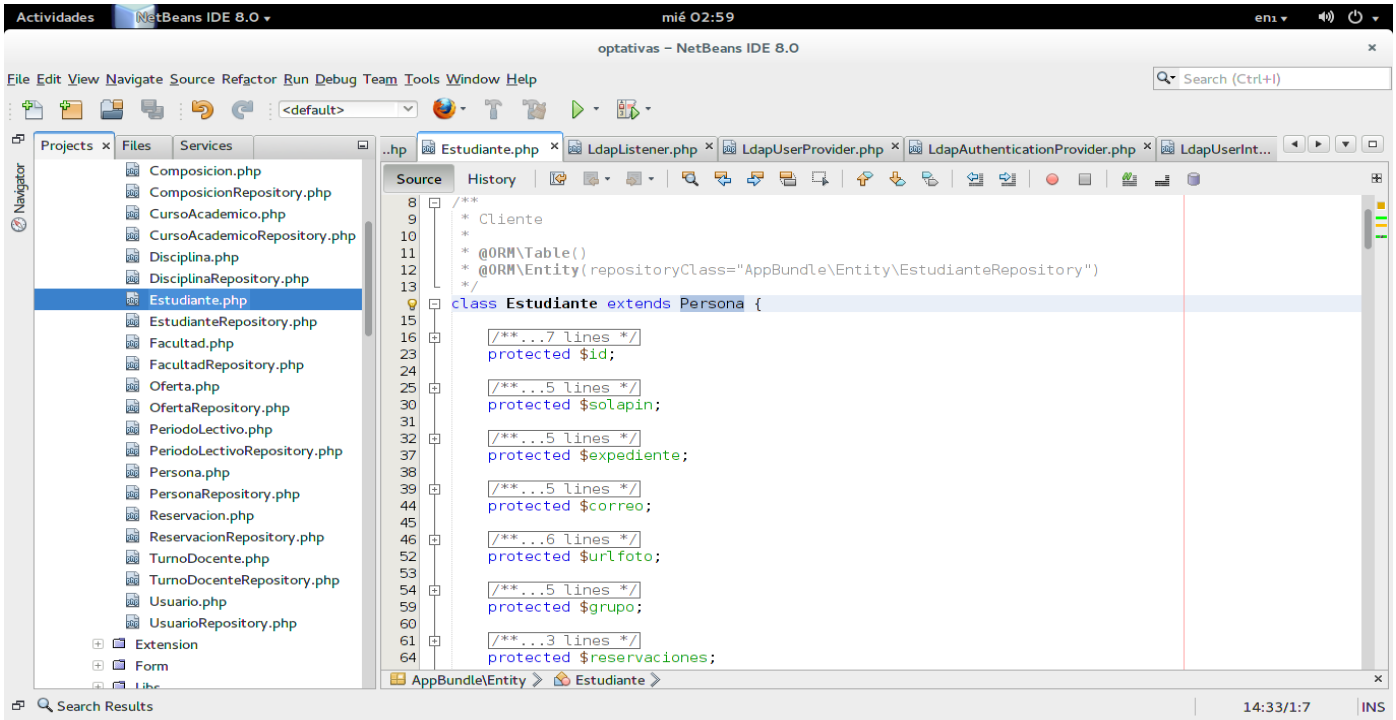 Actividades NetBeans IDE 8.0 mié 02:59 en1
optativas – NetBeans IDE 8.0 ×
File Edit View Navigate Source Refactor Run Debug Team Tools Window Help Search (Ctrl+I)
<default>
Projects × Files Services
Navigator
Composicion.php
ComposicionRepository.php
CursoAcademico.php
CursoAcademicoRepository.php
Disciplina.php
DisciplinaRepository.php
Estudiante.php
EstudianteRepository.php
Facultad.php
FacultadRepository.php
Oferta.php
OfertaRepository.php
PeriodoLectivo.php
PeriodoLectivoRepository.php
Persona.php
PersonaRepository.php
Reservacion.php
ReservacionRepository.php
TurnoDocente.php
TurnoDocenteRepository.php
Usuario.php
UsuarioRepository.php
Extension
Form
Libs
..hp Estudiante.php × LdapListener.php × LdapUserProvider.php × LdapAuthenticationProvider.php × LdapUserInt...
Source History
8 /**
9 * Cliente
10 *
11 * @ORM\Table()
12 * @ORM\Entity(repositoryClass="AppBundle\Entity\EstudianteRepository")
13 */
class Estudiante extends Persona {
15
16 /**...7 lines */
23 protected $id;
24
25 /**...5 lines */
30 protected $solapin;
31
32 /**...5 lines */
37 protected $expediente;
38
39 /**...5 lines */
44 protected $correo;
45
46 /**...6 lines */
52 protected $urlfoto;
53
54 /**...5 lines */
59 protected $grupo;
60
61 /**...3 lines */
64 protected $reservaciones;
AppBundle\Entity Estudiante ×
Search Results 14:33/1:7 INS